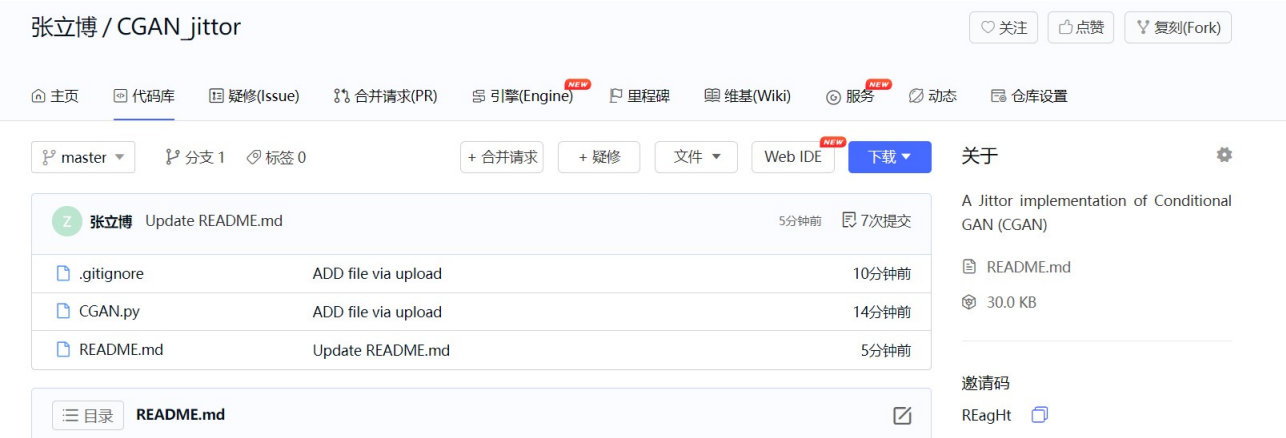 张立博 / CGAN_jittor
关注 点赞 复刻(Fork)
主页 代码库 疑修(Issue) 合并请求(PR) 引擎(Engine) NEW 里程碑 维基(Wiki) 服务 NEW 动态 仓库设置
master 分支 1 标签 0 + 合并请求 + 疑修 文件 Web IDE NEW 下载
Z 张立博 Update README.md 5分钟前 7次提交
.gitignore ADD file via upload 10分钟前
CGAN.py ADD file via upload 14分钟前
README.md Update README.md 5分钟前
目录 README.md
关于
A Jittor implementation of Conditional
GAN (CGAN)
README.md
30.0 KB
邀请码
REagHt